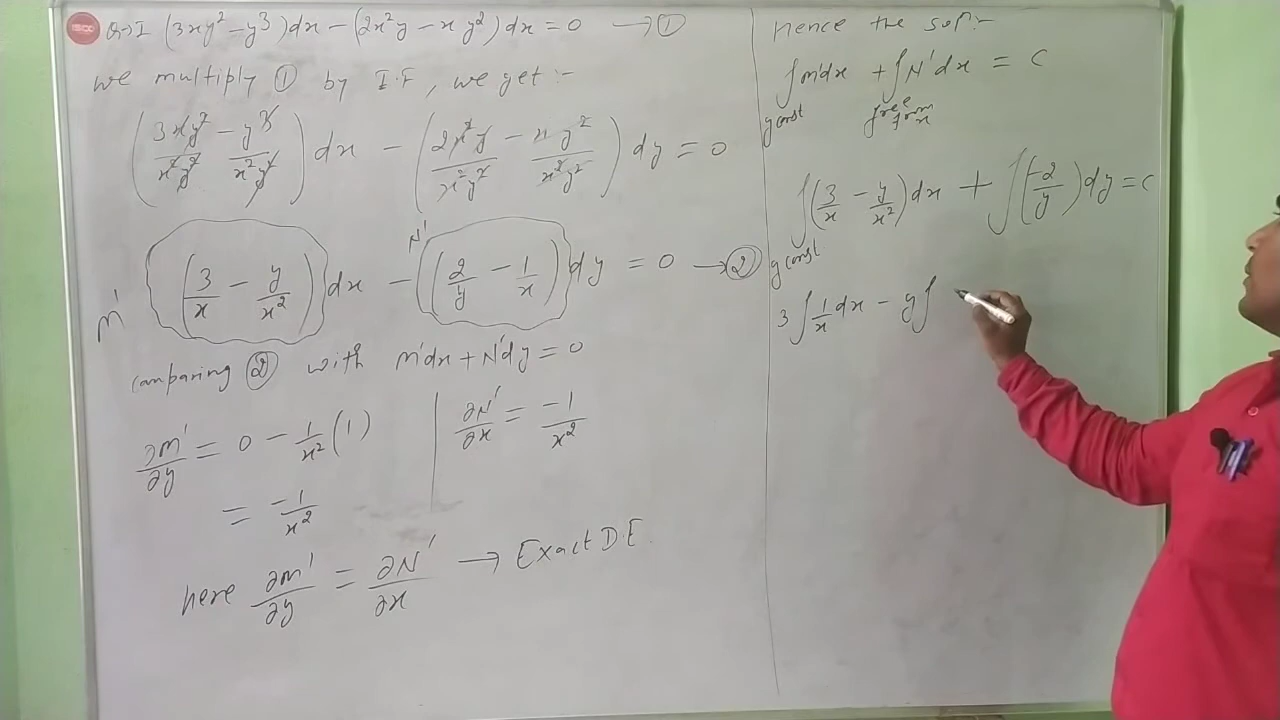 Q→I (3xy² − y³)dx − (2x²y − xy²)dx = 0 → ①
we multiply ① by I.F, we get :-
(3xy²/x²y² − y³/x²y²) dx − (2x²y/x²y² − xy²/x²y²) dy = 0
M' (3/x − y/x²) dx − N' (2/y − 1/x) dy = 0 → ②
comparing ② with M'dx + N'dy = 0
∂M'/∂y = 0 − 1/x² (1) | ∂N'/∂x = −1/x²
= −1/x²
here ∂M'/∂y = ∂N'/∂x → Exact D.E.
Hence the solⁿ:-
∫M'dx + ∫N'dx = C
y const free from x
∫(3/x − y/x²)dx + ∫(−2/y)dy = C
y const
3∫1/x dx − y∫